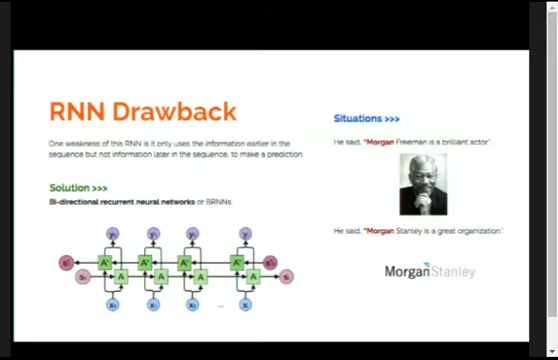 RNN Drawback
One weakness of this RNN is it only uses the information earlier in the
sequence but not information later in the sequence, to make a prediction
Solution >>>
Bi-directional recurrent neural networks or BRNNs.
A' A' A' A'
A A A A
...
Situations >>>
He said, "Morgan Freeman is a brilliant actor."
He said, "Morgan Stanley is a great organization."
Morgan Stanley